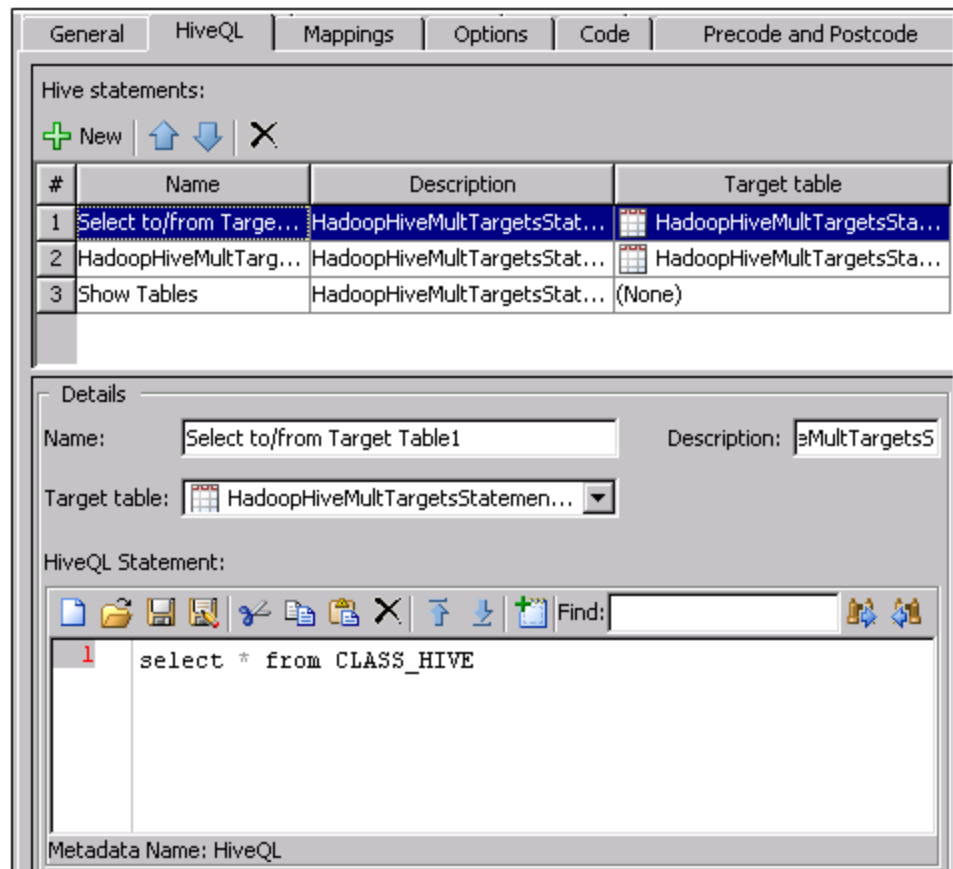 General HiveQL Mappings Options Code Precode and Postcode
Hive statements:
New
# Name Description Target table
1 Select to/from Targe... HadoopHiveMultTargetsStat... HadoopHiveMultTargetsSta...
2 HadoopHiveMultTarg... HadoopHiveMultTargetsStat... HadoopHiveMultTargetsSta...
3 Show Tables HadoopHiveMultTargetsStat... (None)
Details
Name: Select to/from Target Table1 Description: eMultTargetsS
Target table: HadoopHiveMultTargetsStatemen...
HiveQL Statement:
Find:
1 select * from CLASS_HIVE
Metadata Name: HiveQL